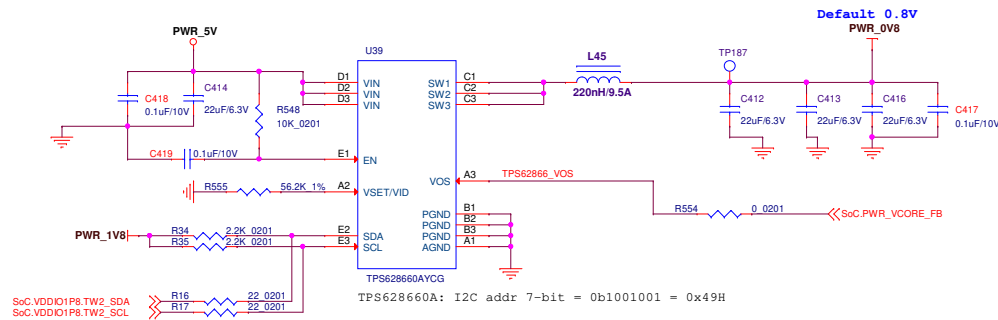 Default 0.8V
PWR_5V
PWR_0V8
U39
L45
TP187
D1
VIN
D2
VIN
D3
VIN
C1
SW1
C2
SW2
C3
SW3
220nH/9.5A
C418
0.1uF/10V
C414
22uF/6.3V
R548
10K_0201
C412
22uF/6.3V
C413
22uF/6.3V
C416
22uF/6.3V
C417
0.1uF/10V
C419
0.1uF/10V
E1
EN
A3
VOS
TPS62866_VOS
R555
56.2K_1%
A2
VSET/VID
R554
0_0201
SoC.PWR_VCORE_FB
B1
PGND
B2
PGND
B3
PGND
A1
AGND
PWR_1V8
R34
2.2K_0201
E2
SDA
R35
2.2K_0201
E3
SCL
TPS628660AYCG
SoC.VDDIO1P8.TW2_SDA
R16
22_0201
SoC.VDDIO1P8.TW2_SCL
R17
22_0201
TPS628660A: I2C addr 7-bit = 0b1001001 = 0x49H